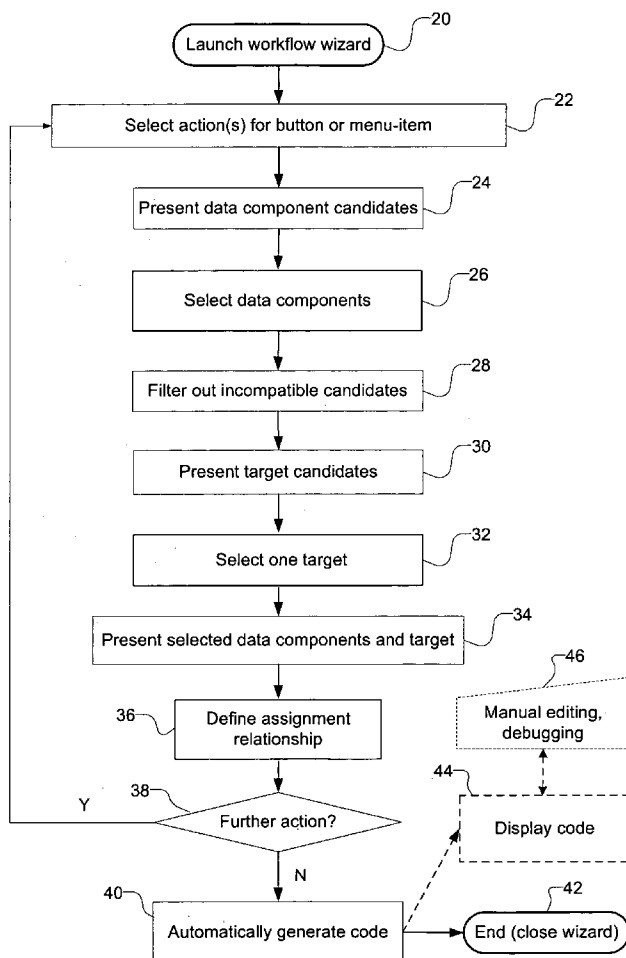 Launch workflow wizard
20
Select action(s) for button or menu-item
22
Present data component candidates
24
Select data components
26
Filter out incompatible candidates
28
Present target candidates
30
Select one target
32
Present selected data components and target
34
36
Define assignment
relationship
46
Manual editing,
debugging
38
Further action?
Y
N
44
Display code
40
Automatically generate code
42
End (close wizard)